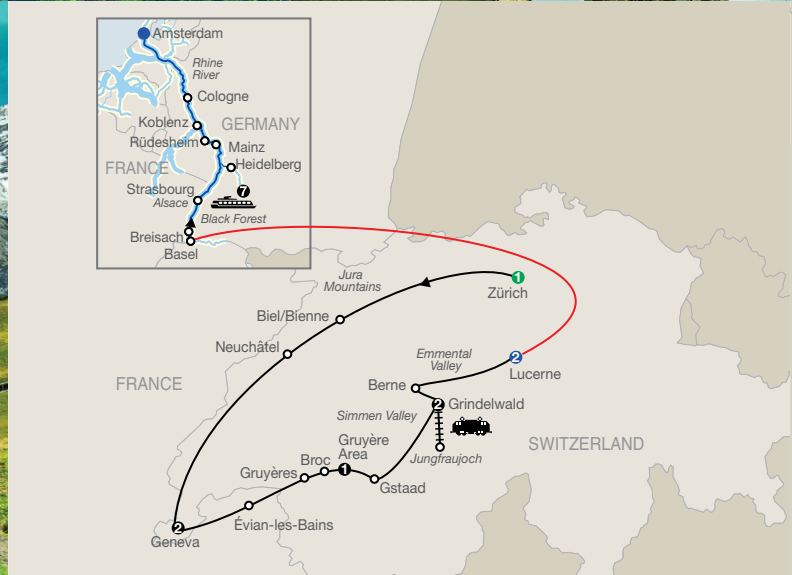 Amsterdam
Rhine
River
Cologne
Koblenz
GERMANY
Rüdesheim
Mainz
FRANCE
Heidelberg
Strasbourg
7
Alsace
Black Forest
Breisach
Basel
Jura
Mountains
1
Zürich
Biel/Bienne
Neuchâtel
Emmental
Valley
2
Lucerne
FRANCE
Berne
2
Grindelwald
Simmen Valley
SWITZERLAND
Gruyère
Area
Jungfraujoch
Broc
1
Gruyères
Gstaad
Évian-les-Bains
2
Geneva